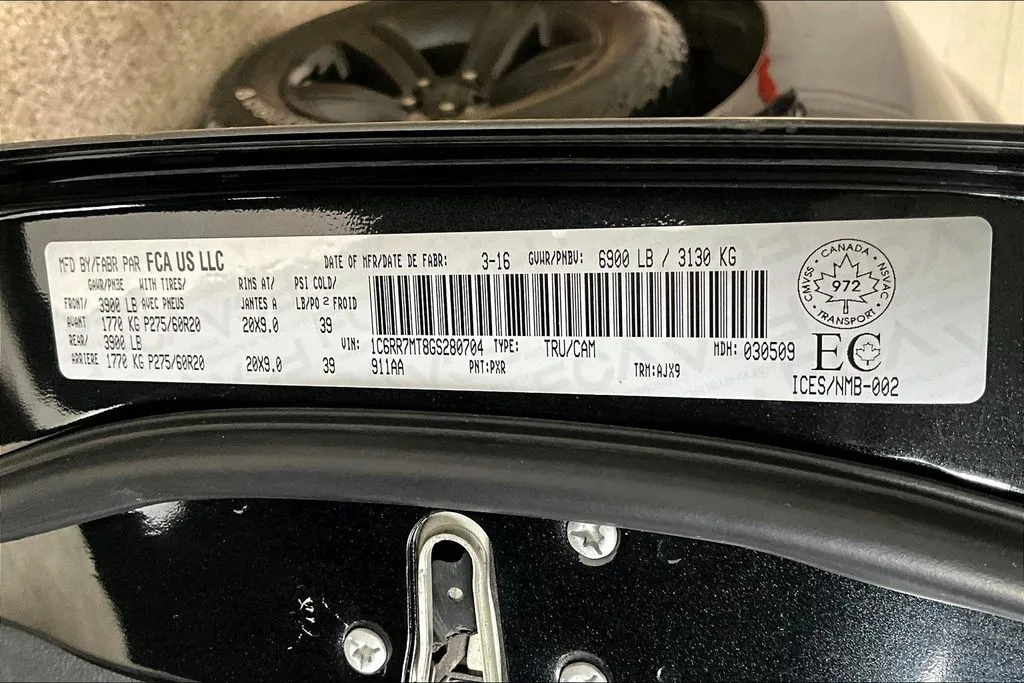 MFD BY/FABR PAR FCA US LLC DATE OF MFR/DATE DE FABR: 3-16 GVWR/PNBV: 6900 LB / 3130 KG
GAWR/PNBE WITH TIRES/ RIMS AT/ PSI COLD/
FRONT/ 3900 LB AVEC PNEUS JANTES A LB/PO 2 FROID
AVANT 1770 KG P275/60R20 20X9.0 39
REAR/ 3900 LB VIN: 1C6RR7MT8GS280704 TYPE: TRU/CAM MDH: 030509
ARRIERE 1770 KG P275/60R20 20X9.0 39 911AA PNT:PXR TRM:AJX9
CANADA
CMVSS NSVAC
972
TRANSPORT
EC
ICES/NMB-002